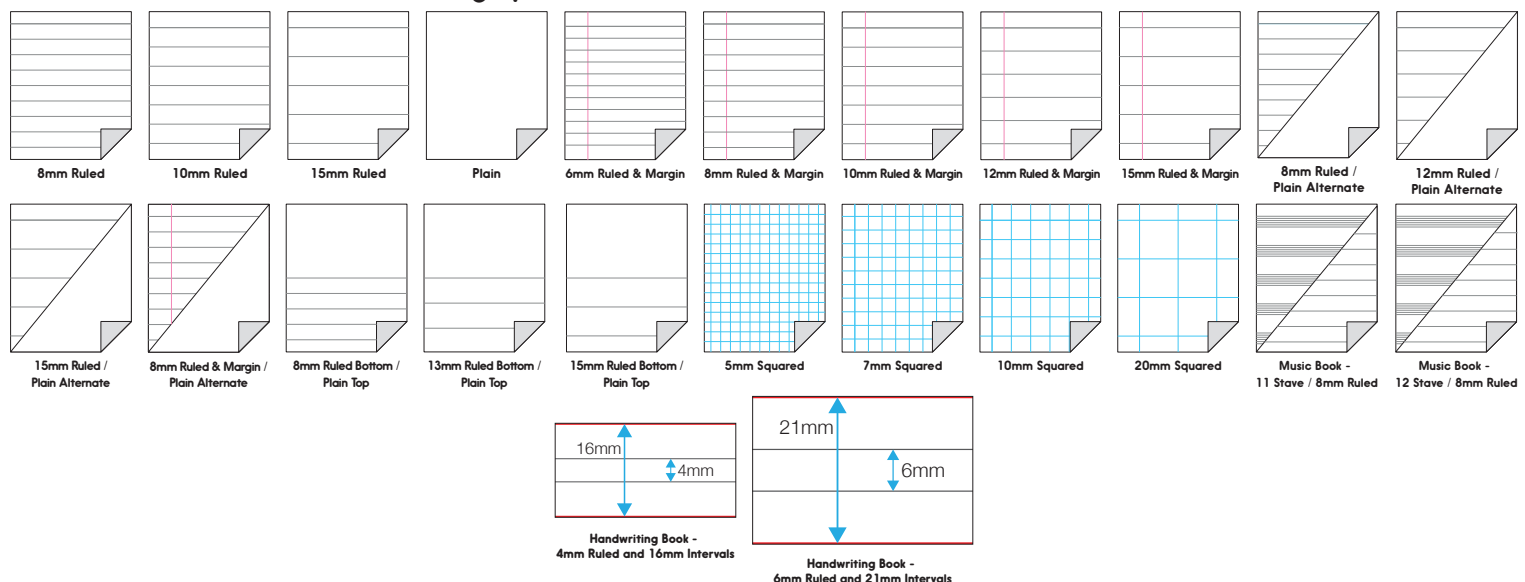 8mm Ruled
10mm Ruled
15mm Ruled
Plain
6mm Ruled & Margin
8mm Ruled & Margin
10mm Ruled & Margin
12mm Ruled & Margin
15mm Ruled & Margin
8mm Ruled /
Plain Alternate
12mm Ruled /
Plain Alternate
15mm Ruled /
Plain Alternate
8mm Ruled & Margin /
Plain Alternate
8mm Ruled Bottom /
Plain Top
13mm Ruled Bottom /
Plain Top
15mm Ruled Bottom /
Plain Top
5mm Squared
7mm Squared
10mm Squared
20mm Squared
Music Book -
11 Stave / 8mm Ruled
Music Book -
12 Stave / 8mm Ruled
16mm
4mm
Handwriting Book -
4mm Ruled and 16mm Intervals
21mm
6mm
Handwriting Book -
6mm Ruled and 21mm Intervals